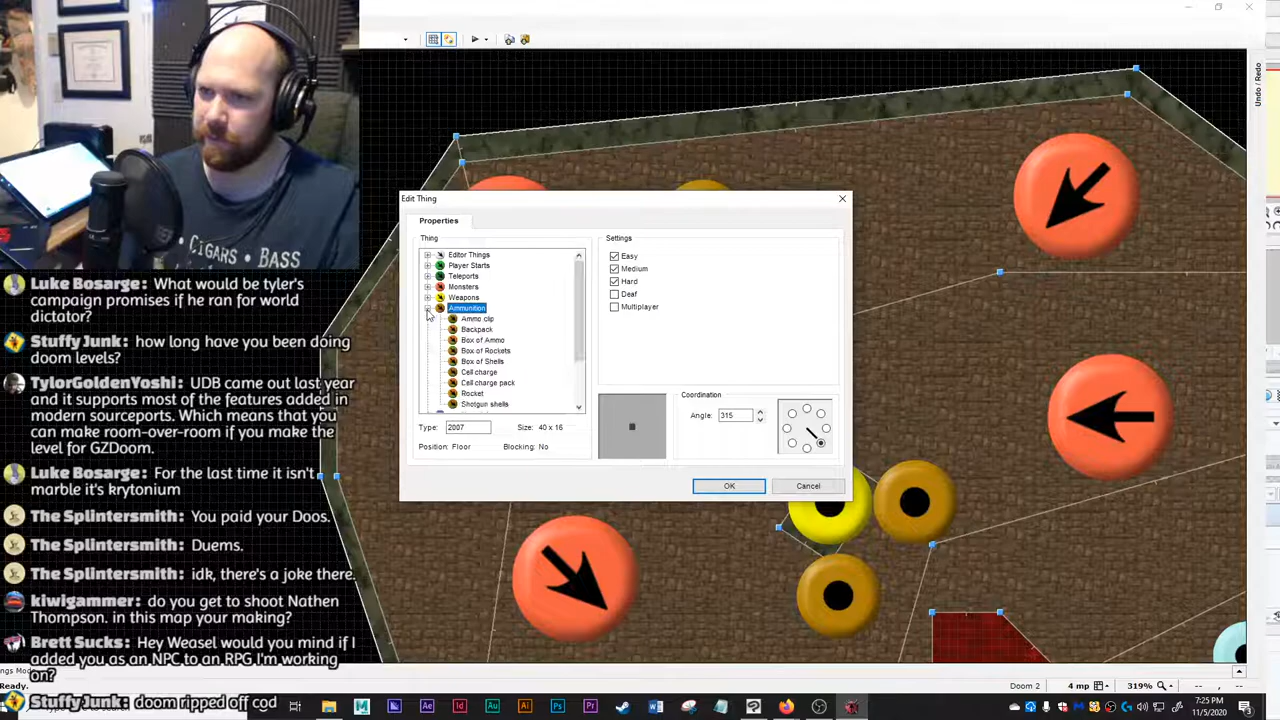 Undo / Redo
Edit Thing
Properties
Thing
Editor Things
Player Starts
Teleports
Monsters
Weapons
Ammunition
Ammo clip
Backpack
Box of Ammo
Box of Rockets
Box of Shells
Cell charge
Cell charge pack
Rocket
Shotgun shells
Type: 2007 Size: 40 x 16
Position: Floor Blocking: No
Settings
Easy
Medium
Hard
Deaf
Multiplayer
Coordination
Angle: 315
OK Cancel
CIGARS • BASS
Luke Bosarge: What would be tyler's
campaign promises if he ran for world
dictator?
Stuffy Junk: how long have you been doing
doom levels?
TylorGoldenYoshi: UDB came out last year
and it supports most of the features added in
modern sourceports. Which means that you
can make room-over-room if you make the
level for GZDoom.
Luke Bosarge: For the last time it isn't
marble it's krytonium
The Splintersmith: You paid your Doos.
The Splintersmith: Duems.
The Splintersmith: idk, there's a joke there.
kiwigammer: do you get to shoot Nathen
Thompson. in this map your making?
Brett Sucks: Hey Weasel would you mind if I
added you as an NPC to an RPG I'm working
on?
Stuffy Junk: doom ripped off cod
Ready.
Doom 2 4 mp 319%
7:25 PM
11/5/2020